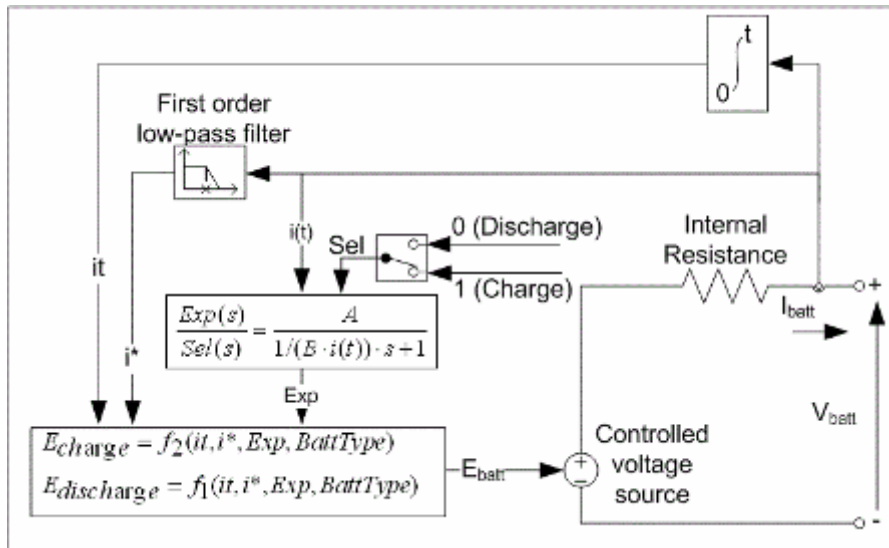 t
0
First order
low-pass filter
i(t)
Sel
0 (Discharge)
1 (Charge)
Internal
Resistance
+
I_batt
it
i*
Exp(s)/Sel(s) = A/(1/(B·i(t))·s+1)
Exp
E_charge = f_2(it,i*,Exp,BattType)
E_discharge = f_1(it,i*,Exp,BattType)
E_batt
+
−
Controlled
voltage
source
V_batt
-